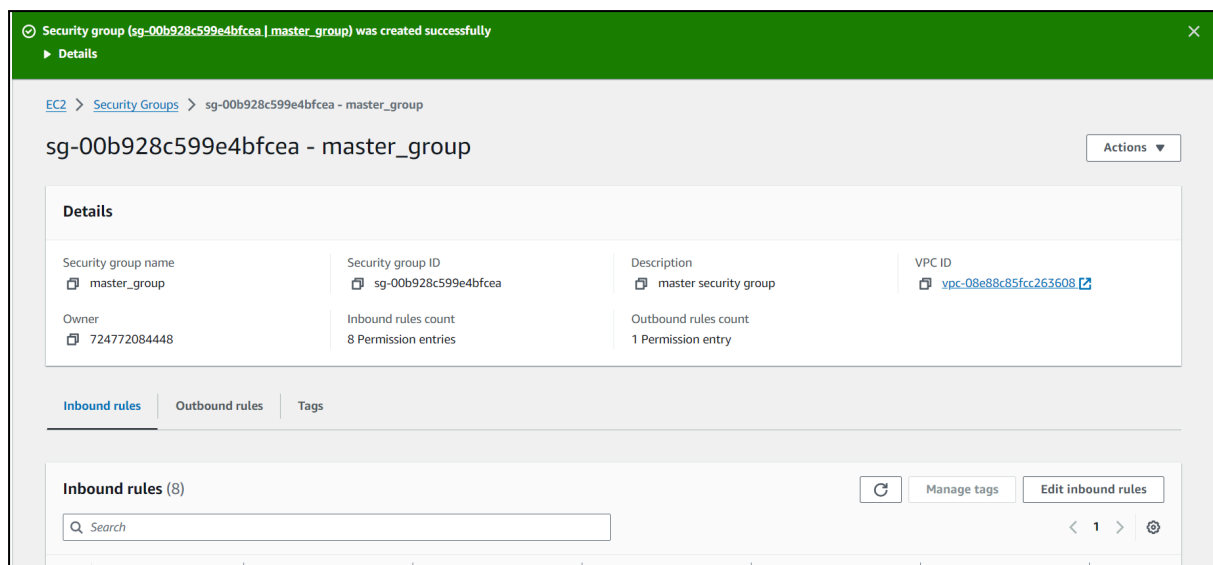 Security group (sg-00b928c599e4bfcea | master_group) was created successfully
Details
EC2 > Security Groups > sg-00b928c599e4bfcea - master_group
sg-00b928c599e4bfcea - master_group
Actions
Details
Security group name
master_group
Security group ID
sg-00b928c599e4bfcea
Description
master security group
VPC ID
vpc-08e88c85fcc263608
Owner
724772084448
Inbound rules count
8 Permission entries
Outbound rules count
1 Permission entry
Inbound rules Outbound rules Tags
Inbound rules (8)
Manage tags
Edit inbound rules
Search
1